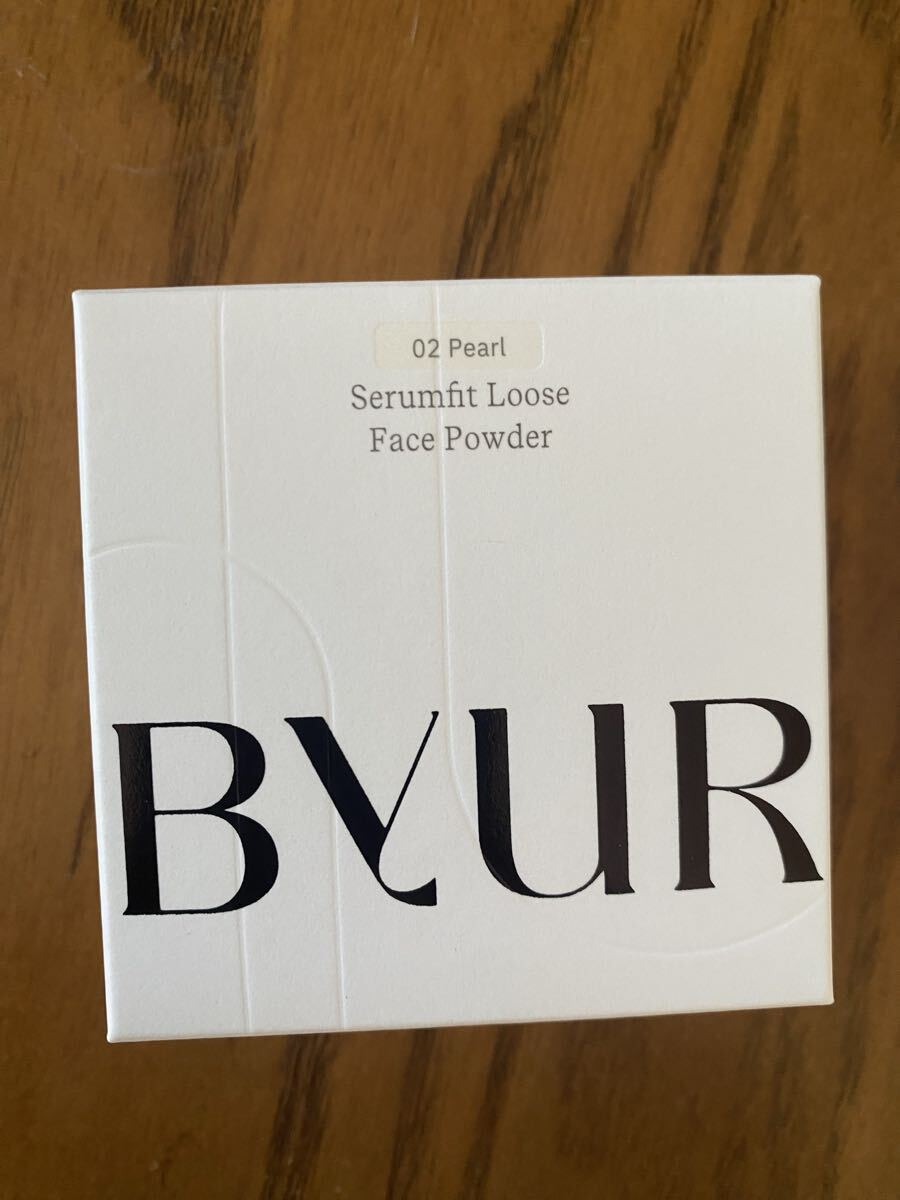 02 Pearl
Serumfit Loose
Face Powder
BYUR